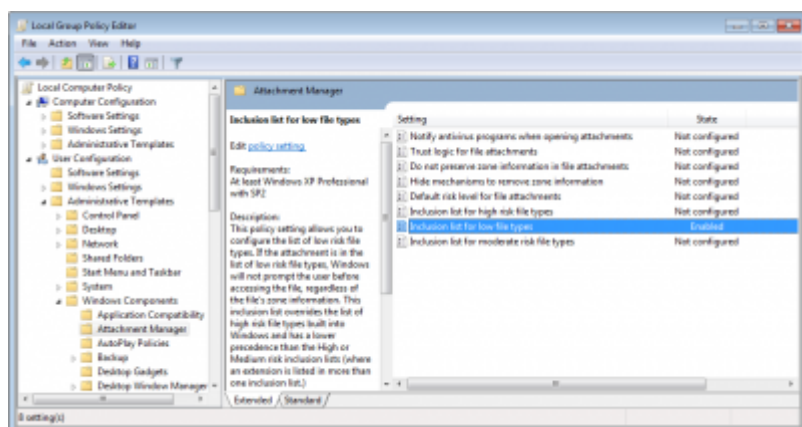 Local Group Policy Editor
File Action View Help
Local Computer Policy
Computer Configuration
Software Settings
Windows Settings
Administrative Templates
User Configuration
Software Settings
Windows Settings
Administrative Templates
Control Panel
Desktop
Network
Shared Folders
Start Menu and Taskbar
System
Windows Components
Application Compatibility
Attachment Manager
AutoPlay Policies
Backup
Desktop Gadgets
Desktop Window Manager
Attachment Manager
Inclusion list for low file types
Edit policy setting
Requirements:
At least Windows XP Professional
with SP2
Description:
This policy setting allows you to
configure the list of low risk file
types. If the attachment is in the
list of low risk file types, Windows
will not prompt the user before
accessing the file, regardless of
the file's zone information. This
inclusion list overrides the list of
high risk file types built into
Windows and has a lower
precedence than the High or
Medium risk inclusion lists (where
an extension is listed in more than
one inclusion list.)
Setting State
Notify antivirus programs when opening attachments Not configured
Trust logic for file attachments Not configured
Do not preserve zone information in file attachments Not configured
Hide mechanisms to remove zone information Not configured
Default risk level for file attachments Not configured
Inclusion list for high risk file types Not configured
Inclusion list for low file types Enabled
Inclusion list for moderate risk file types Not configured
Extended Standard
8 setting(s)